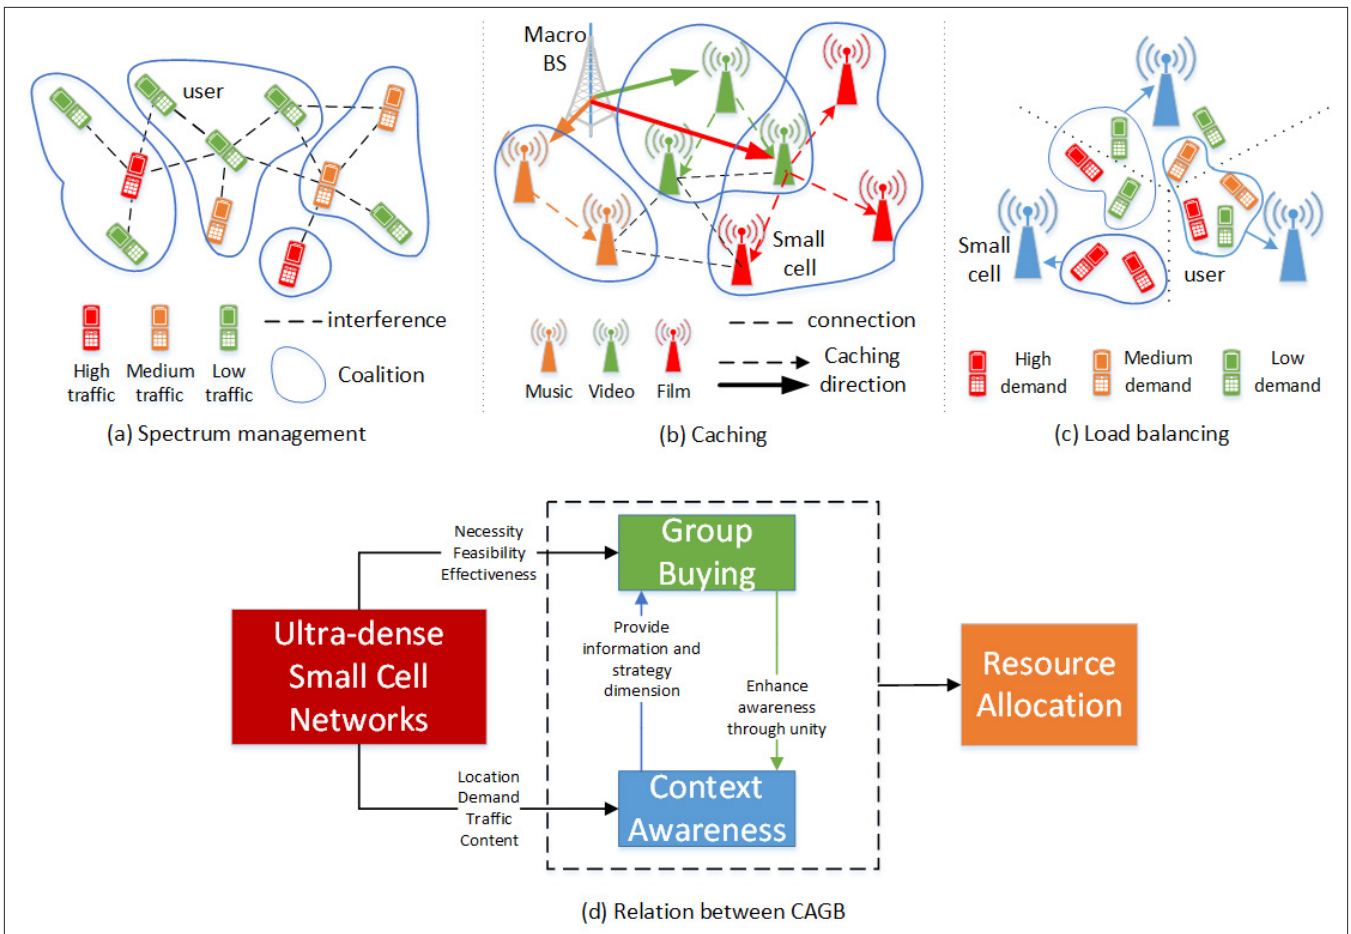 user
interference
High
traffic
Medium
traffic
Low
traffic
Coalition
(a) Spectrum management
Macro
BS
Small
cell
connection
Caching
direction
Music
Video
Film
(b) Caching
Small
cell
user
High
demand
Medium
demand
Low
demand
(c) Load balancing
Necessity
Feasibility
Effectiveness
Group
Buying
Ultra-dense
Small Cell
Networks
Provide
information and
strategy
dimension
Enhance
awareness
through unity
Resource
Allocation
Location
Demand
Traffic
Content
Context
Awareness
(d) Relation between CAGB